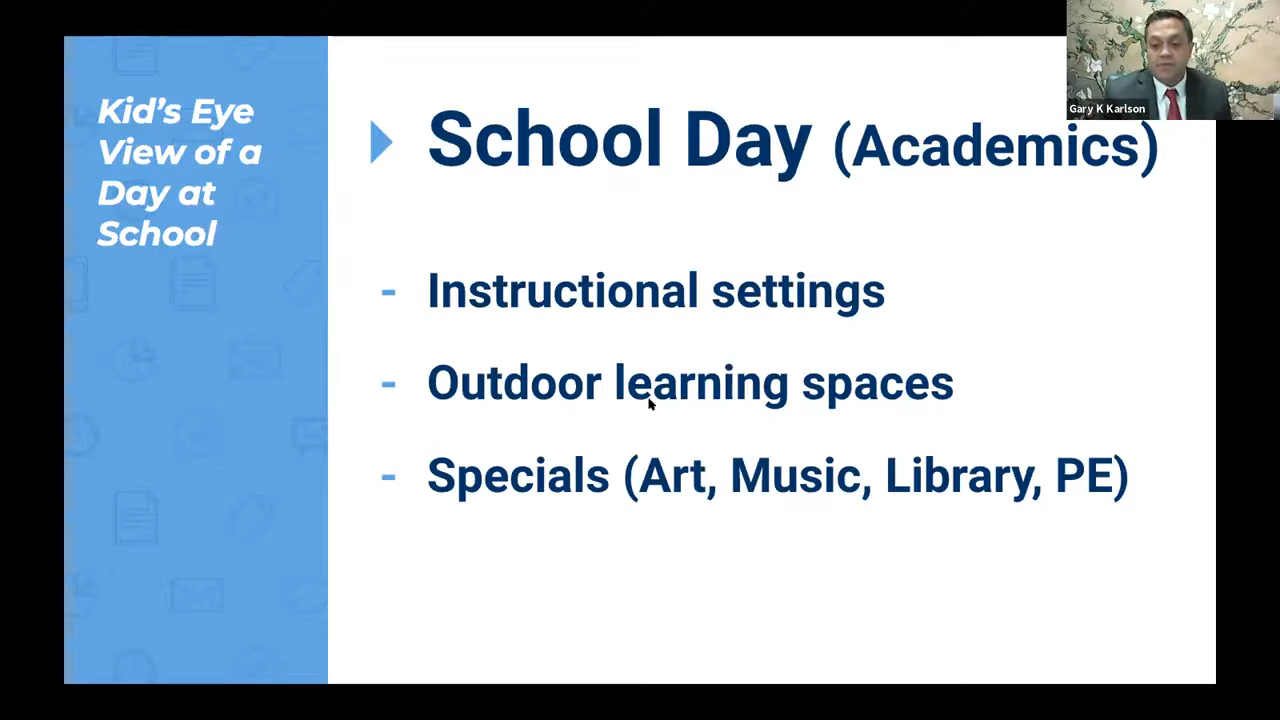 Kid’s Eye
View of a
Day at
School
School Day (Academics)
- Instructional settings
- Outdoor learning spaces
- Specials (Art, Music, Library, PE)
Gary K Karlson